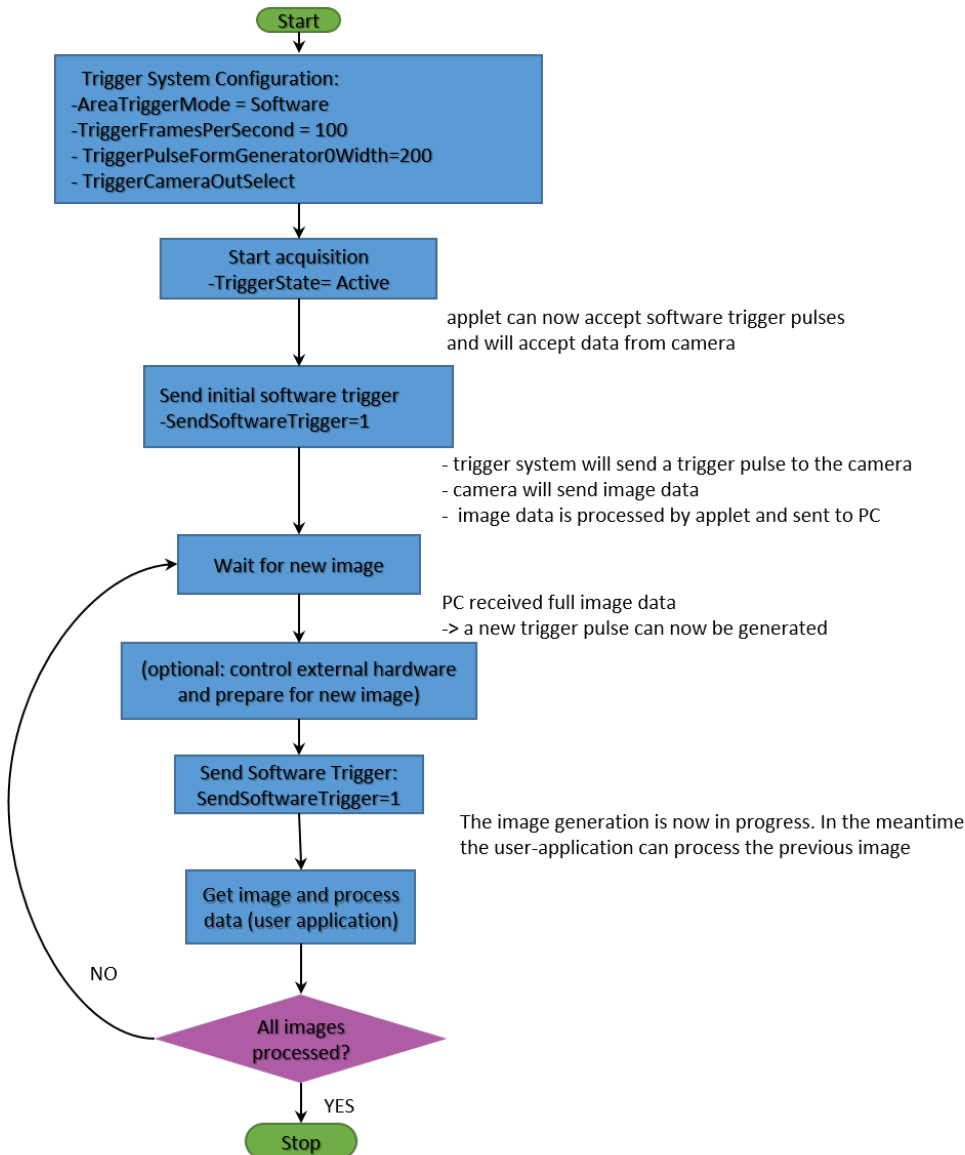 Start
Trigger System Configuration:
-AreaTriggerMode = Software
-TriggerFramesPerSecond = 100
- TriggerPulseFormGenerator0Width=200
- TriggerCameraOutSelect
Start acquisition
-TriggerState= Active
applet can now accept software trigger pulses
and will accept data from camera
Send initial software trigger
-SendSoftwareTrigger=1
- trigger system will send a trigger pulse to the camera
- camera will send image data
- image data is processed by applet and sent to PC
Wait for new image
PC received full image data
-> a new trigger pulse can now be generated
(optional: control external hardware
and prepare for new image)
Send Software Trigger:
SendSoftwareTrigger=1
The image generation is now in progress. In the meantime
the user-application can process the previous image
Get image and process
data (user application)
NO
All images
processed?
YES
Stop